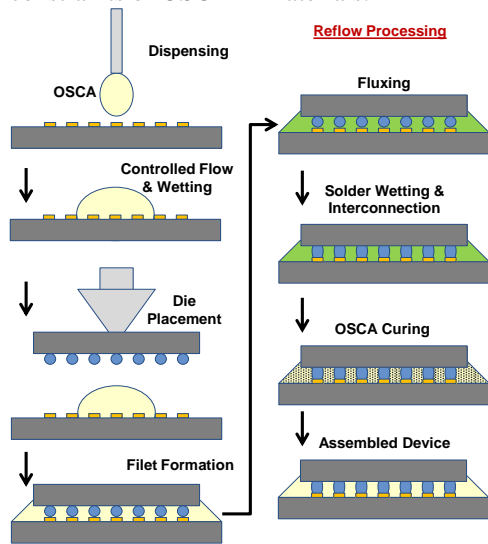 Dispensing
OSCA
Controlled Flow
& Wetting
Die
Placement
Filet Formation
Reflow Processing
Fluxing
Solder Wetting &
Interconnection
OSCA Curing
Assembled Device